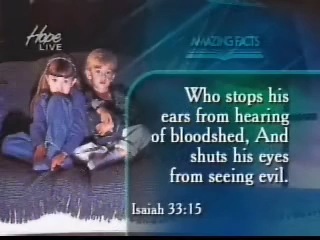 Hope
LIVE
AMAZING FACTS
Who stops his
ears from hearing
of bloodshed, And
shuts his eyes
from seeing evil.
Isaiah 33:15